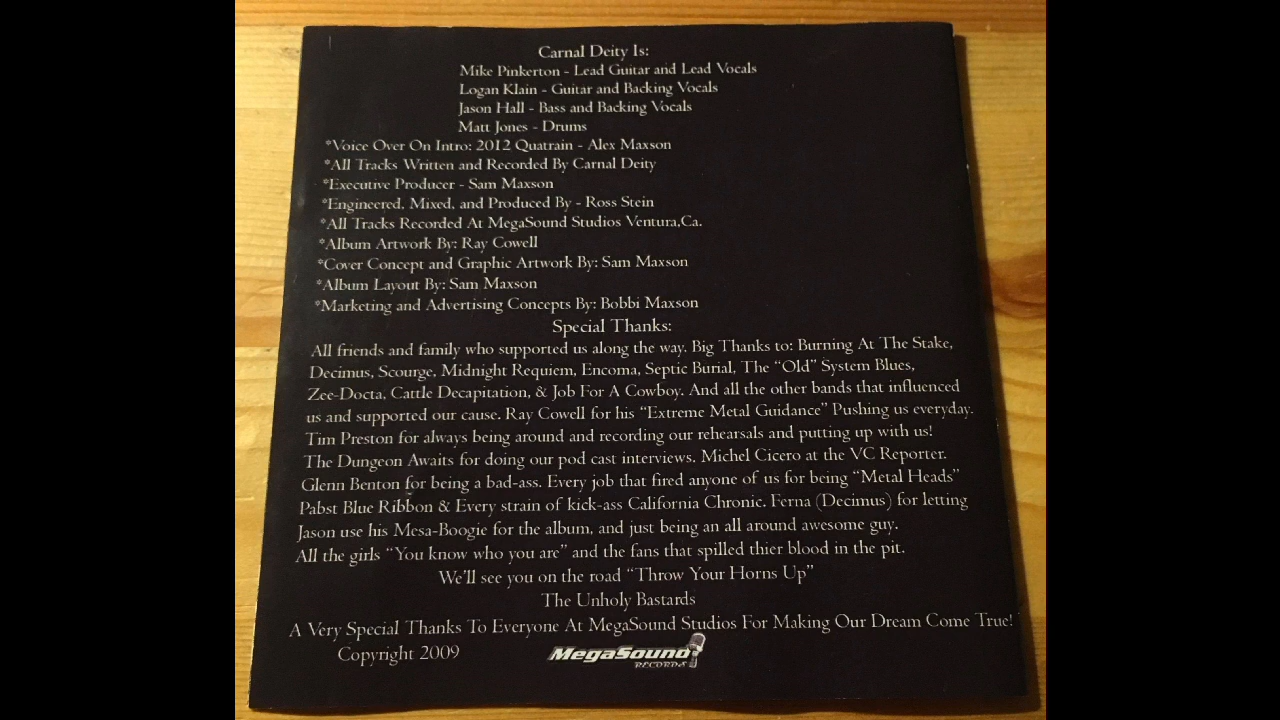 Carnal Deity Is:
Mike Pinkerton - Lead Guitar and Lead Vocals
Logan Klain - Guitar and Backing Vocals
Jason Hall - Bass and Backing Vocals
Matt Jones - Drums
*Voice Over On Intro: 2012 Quatrain - Alex Maxson
*All Tracks Written and Recorded By Carnal Deity
*Executive Producer - Sam Maxson
*Engineered, Mixed, and Produced By - Ross Stein
*All Tracks Recorded At MegaSound Studios Ventura,Ca.
*Album Artwork By: Ray Cowell
*Cover Concept and Graphic Artwork By: Sam Maxson
*Album Layout By: Sam Maxson
*Marketing and Advertising Concepts By: Bobbi Maxson
Special Thanks:
All friends and family who supported us along the way. Big Thanks to: Burning At The Stake,
Decimus, Scourge, Midnight Requiem, Encoma, Septic Burial, The “Old” System Blues,
Zee-Docta, Cattle Decapitation, & Job For A Cowboy. And all the other bands that influenced
us and supported our cause. Ray Cowell for his “Extreme Metal Guidance” Pushing us everyday.
Tim Preston for always being around and recording our rehearsals and putting up with us!
The Dungeon Awaits for doing our pod cast interviews. Michel Cicero at the VC Reporter.
Glenn Benton for being a bad-ass. Every job that fired anyone of us for being “Metal Heads”
Pabst Blue Ribbon & Every strain of kick-ass California Chronic. Ferna (Decimus) for letting
Jason use his Mesa-Boogie for the album, and just being an all around awesome guy.
All the girls “You know who you are” and the fans that spilled thier blood in the pit.
We'll see you on the road “Throw Your Horns Up”
The Unholy Bastards
A Very Special Thanks To Everyone At MegaSound Studios For Making Our Dream Come True!
Copyright 2009
MegaSound
RECORDS